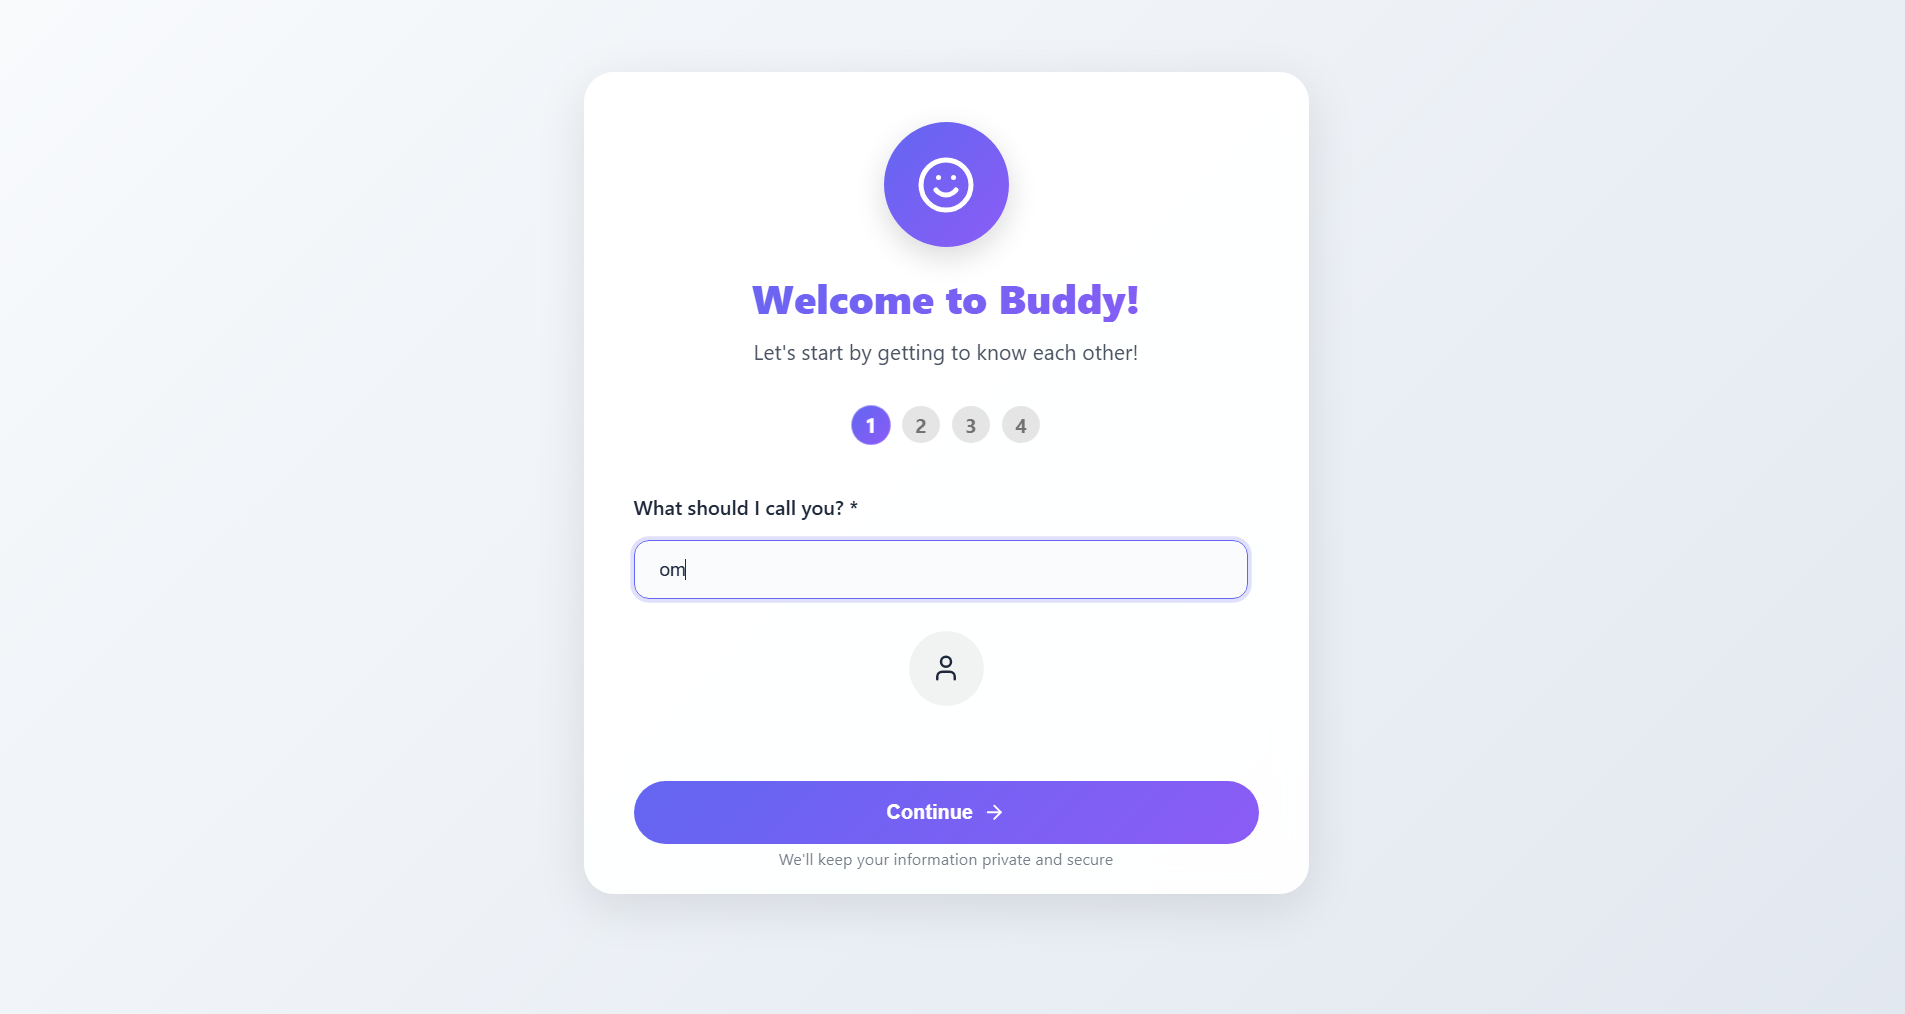 Welcome to Buddy!
Let's start by getting to know each other!
1 2 3 4
What should I call you? *
om
Continue →
We'll keep your information private and secure